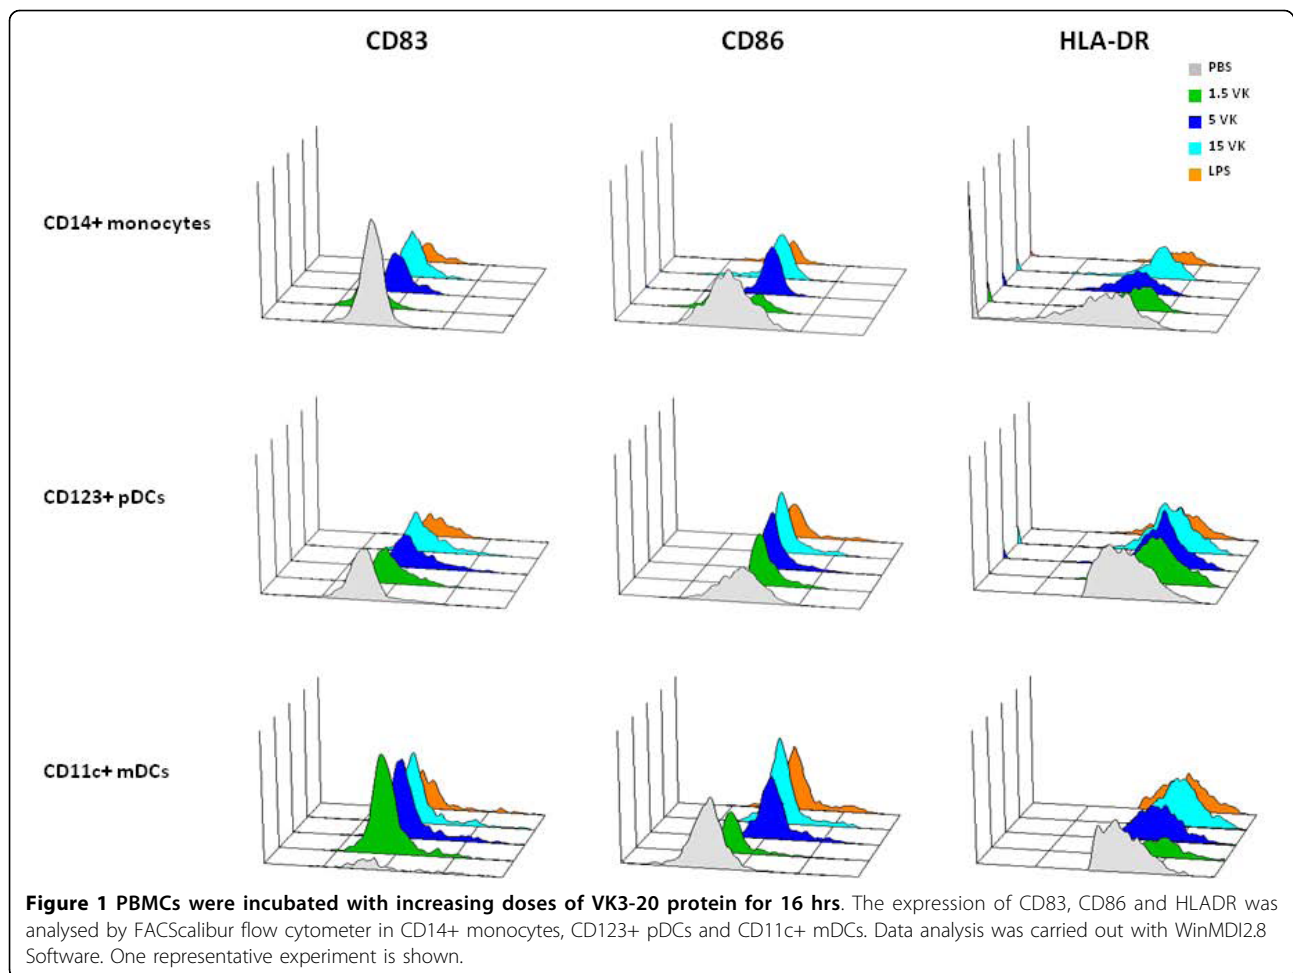 CD83 CD86 HLA-DR
PBS
1.5 VK
5 VK
15 VK
LPS
CD14+ monocytes
CD123+ pDCs
CD11c+ mDCs
Figure 1 PBMCs were incubated with increasing doses of VK3-20 protein for 16 hrs. The expression of CD83, CD86 and HLADR was
analysed by FACScalibur flow cytometer in CD14+ monocytes, CD123+ pDCs and CD11c+ mDCs. Data analysis was carried out with WinMDI2.8
Software. One representative experiment is shown.